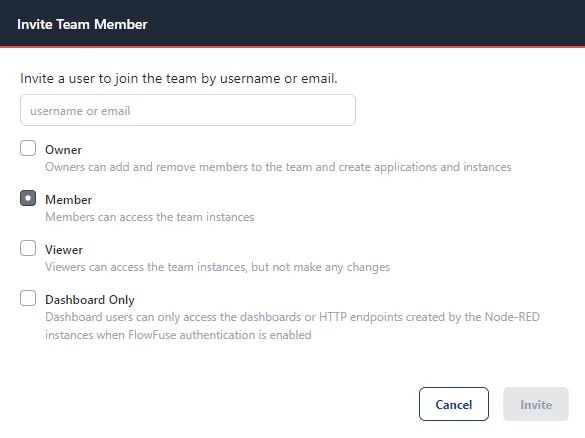 Invite Team Member
Invite a user to join the team by username or email.
username or email
Owner
Owners can add and remove members to the team and create applications and instances
Member
Members can access the team instances
Viewer
Viewers can access the team instances, but not make any changes
Dashboard Only
Dashboard users can only access the dashboards or HTTP endpoints created by the Node-RED
instances when FlowFuse authentication is enabled
Cancel
Invite